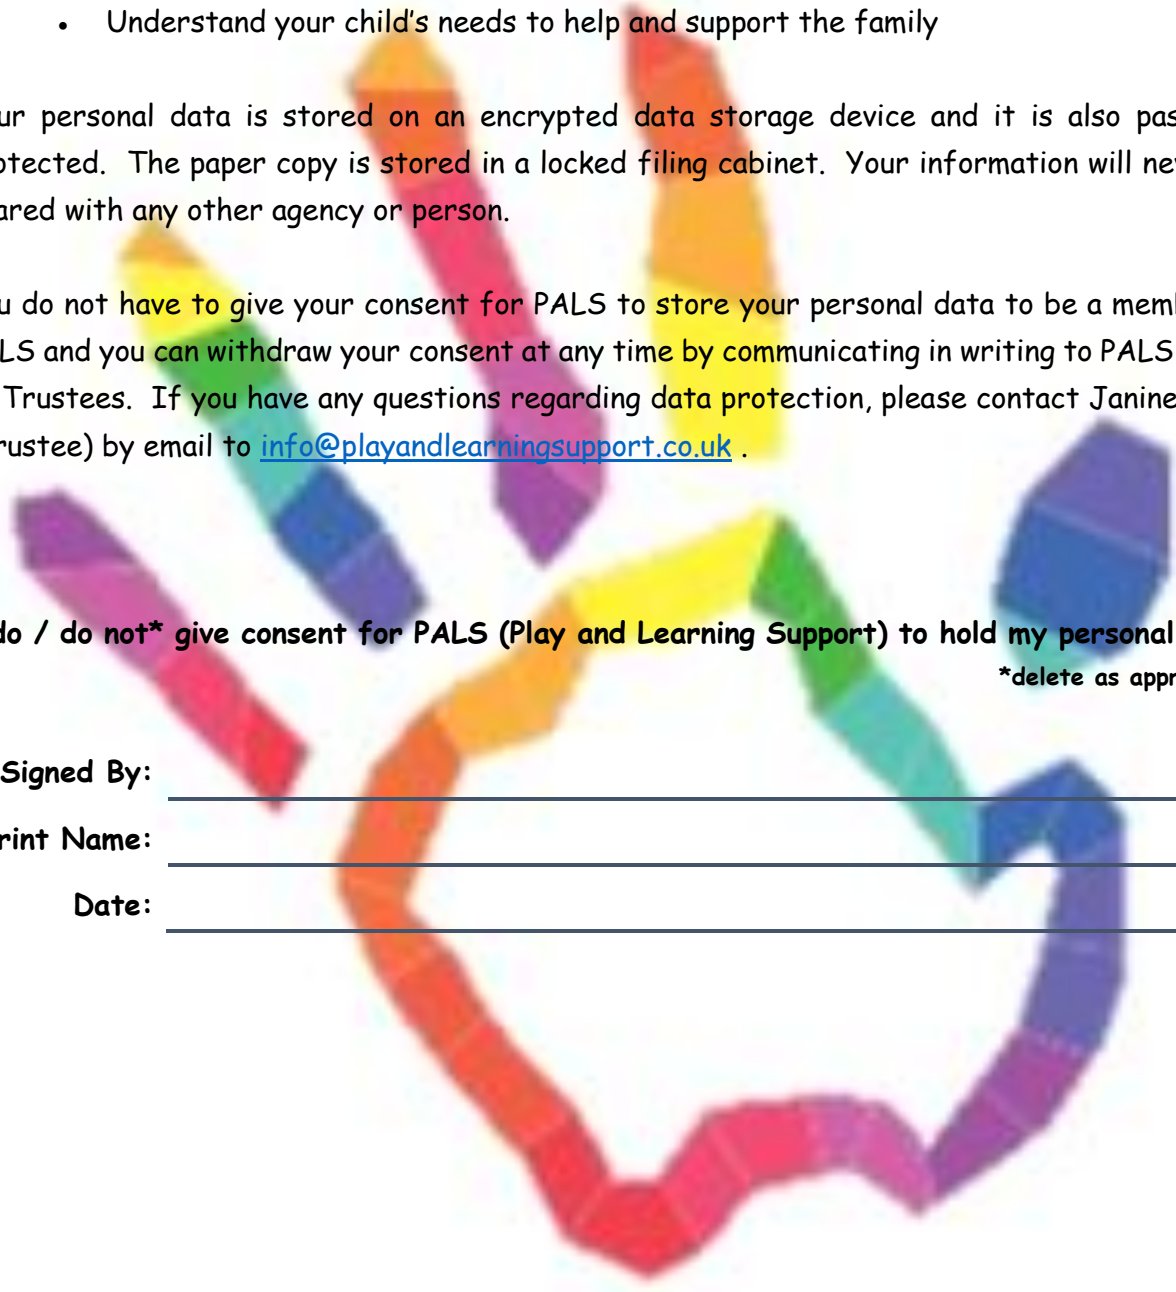 • Understand your child's needs to help and support the family
ur personal data is stored on an encrypted data storage device and it is also pas
otected. The paper copy is stored in a locked filing cabinet. Your information will ne
ared with any other agency or person.
u do not have to give your consent for PALS to store your personal data to be a mem
LS and you can withdraw your consent at any time by communicating in writing to PALS
Trustees. If you have any questions regarding data protection, please contact Janine
rustee) by email to info@playandlearningsupport.co.uk .
do / do not* give consent for PALS (Play and Learning Support) to hold my personal
*delete as appr
Signed By:
rint Name:
Date: